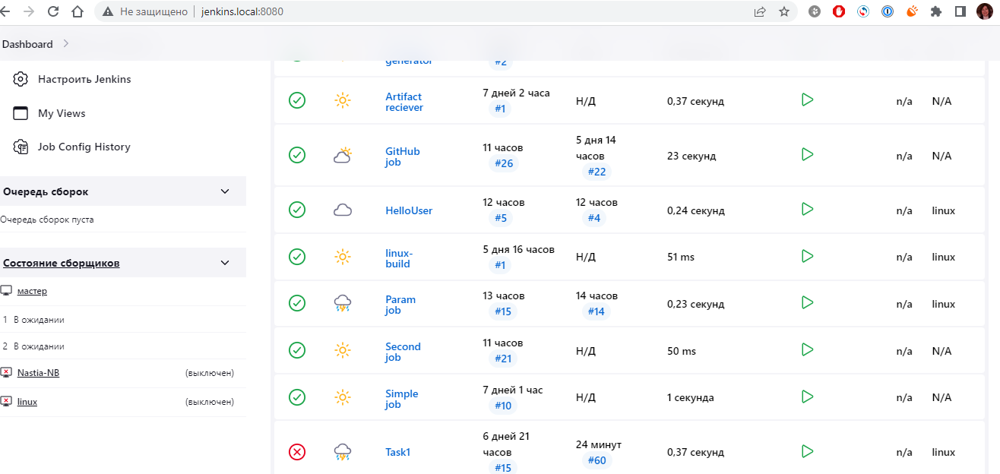 Не защищено
jenkins.local:8080
Dashboard
Настроить Jenkins
My Views
Job Config History
Очередь сборок
Очередь сборок пуста
Состояние сборщиков
мастер
1 В ожидании
2 В ожидании
Nastia-NB (выключен)
linux (выключен)
generator
#2
Artifact
reciever
7 дней 2 часа
#1
Н/Д
0,37 секунд
n/a
N/A
GitHub
job
11 часов
#26
5 дня 14
часов
#22
23 секунд
n/a
N/A
HelloUser
12 часов
#5
12 часов
#4
0,24 секунд
n/a
linux
linux-
build
5 дня 16 часов
#1
Н/Д
51 ms
n/a
linux
Param
job
13 часов
#15
14 часов
#14
0,23 секунд
n/a
linux
Second
job
11 часов
#21
Н/Д
50 ms
n/a
N/A
Simple
job
7 дней 1 час
#10
Н/Д
1 секунда
n/a
N/A
Task1
6 дней 21
часов
#15
24 минут
#60
0,37 секунд
n/a
linux